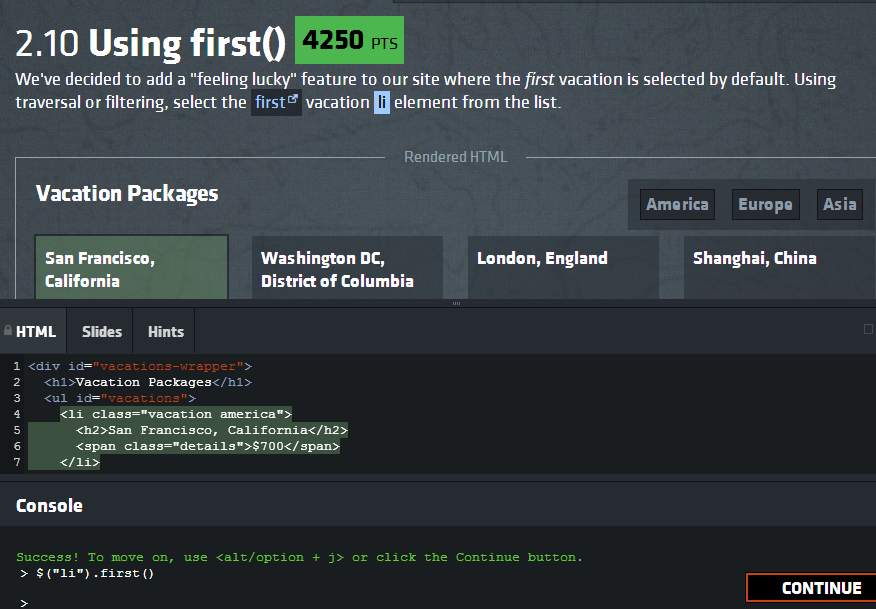 2.10 Using first() 4250 PTS
We've decided to add a "feeling lucky" feature to our site where the first vacation is selected by default. Using
traversal or filtering, select the first vacation li element from the list.
Rendered HTML
Vacation Packages
America Europe Asia
San Francisco,
California
Washington DC,
District of Columbia
London, England
Shanghai, China
HTML Slides Hints
1 <div id="vacations-wrapper">
2 <h1>Vacation Packages</h1>
3 <ul id="vacations">
4 <li class="vacation america">
5 <h2>San Francisco, California</h2>
6 <span class="details">$700</span>
7 </li>
Console
Success! To move on, use <alt/option + j> or click the Continue button.
> $("li").first()
CONTINUE
>